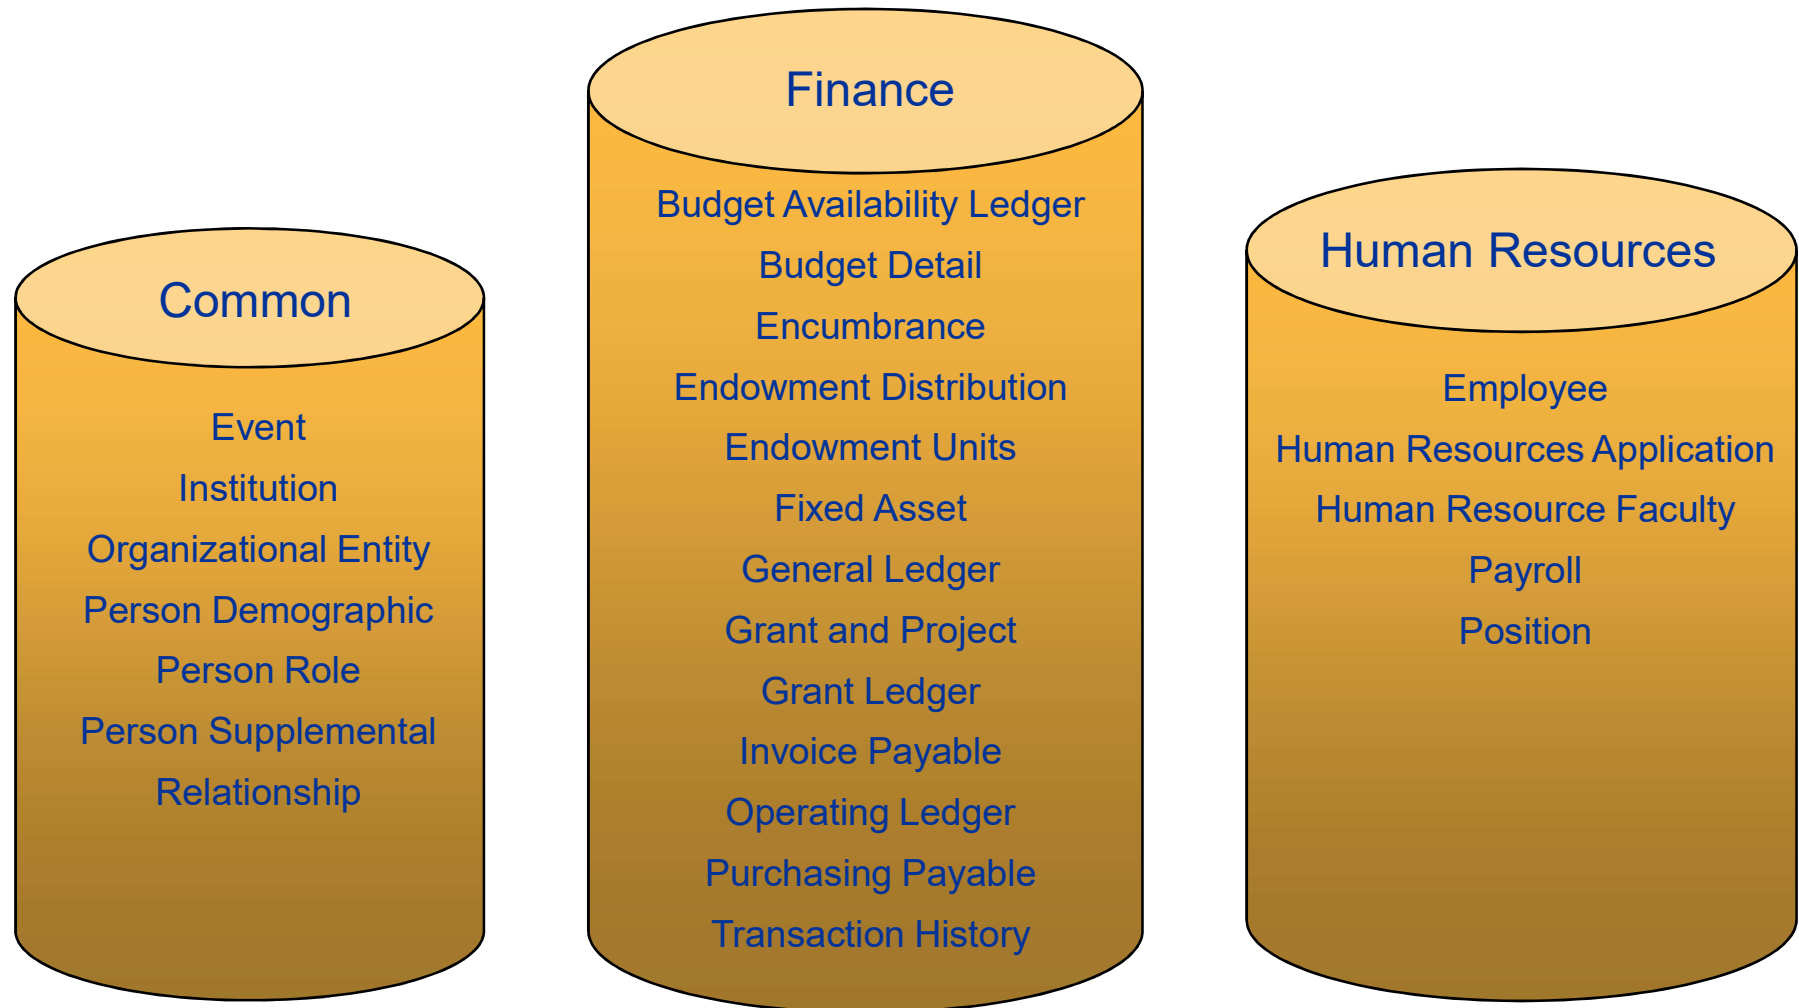 Common
Event
Institution
Organizational Entity
Person Demographic
Person Role
Person Supplemental
Relationship
Finance
Budget Availability Ledger
Budget Detail
Encumbrance
Endowment Distribution
Endowment Units
Fixed Asset
General Ledger
Grant and Project
Grant Ledger
Invoice Payable
Operating Ledger
Purchasing Payable
Transaction History
Human Resources
Employee
Human Resources Application
Human Resource Faculty
Payroll
Position